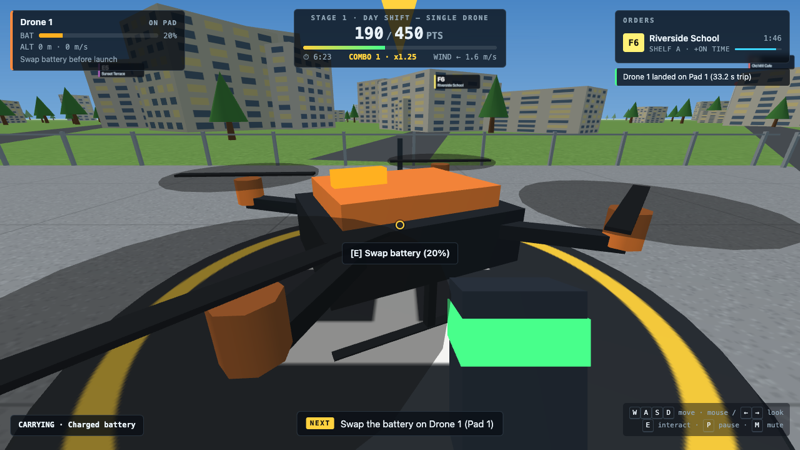 Drone 1 ON PAD
BAT 20%
ALT 0 m · 0 m/s
Swap battery before launch
STAGE 1 · DAY SHIFT — SINGLE DRONE
190 / 450 PTS
6:23 COMBO 1 · x1.25 WIND ← 1.6 m/s
ORDERS
F6 Riverside School 1:46
SHELF A · +ON TIME
Drone 1 landed on Pad 1 (33.2 s trip)
F6
Riverside School
[E] Swap battery (20%)
CARRYING · Charged battery
NEXT Swap the battery on Drone 1 (Pad 1)
W A S D move · mouse / ← → look
E interact · P pause · M mute